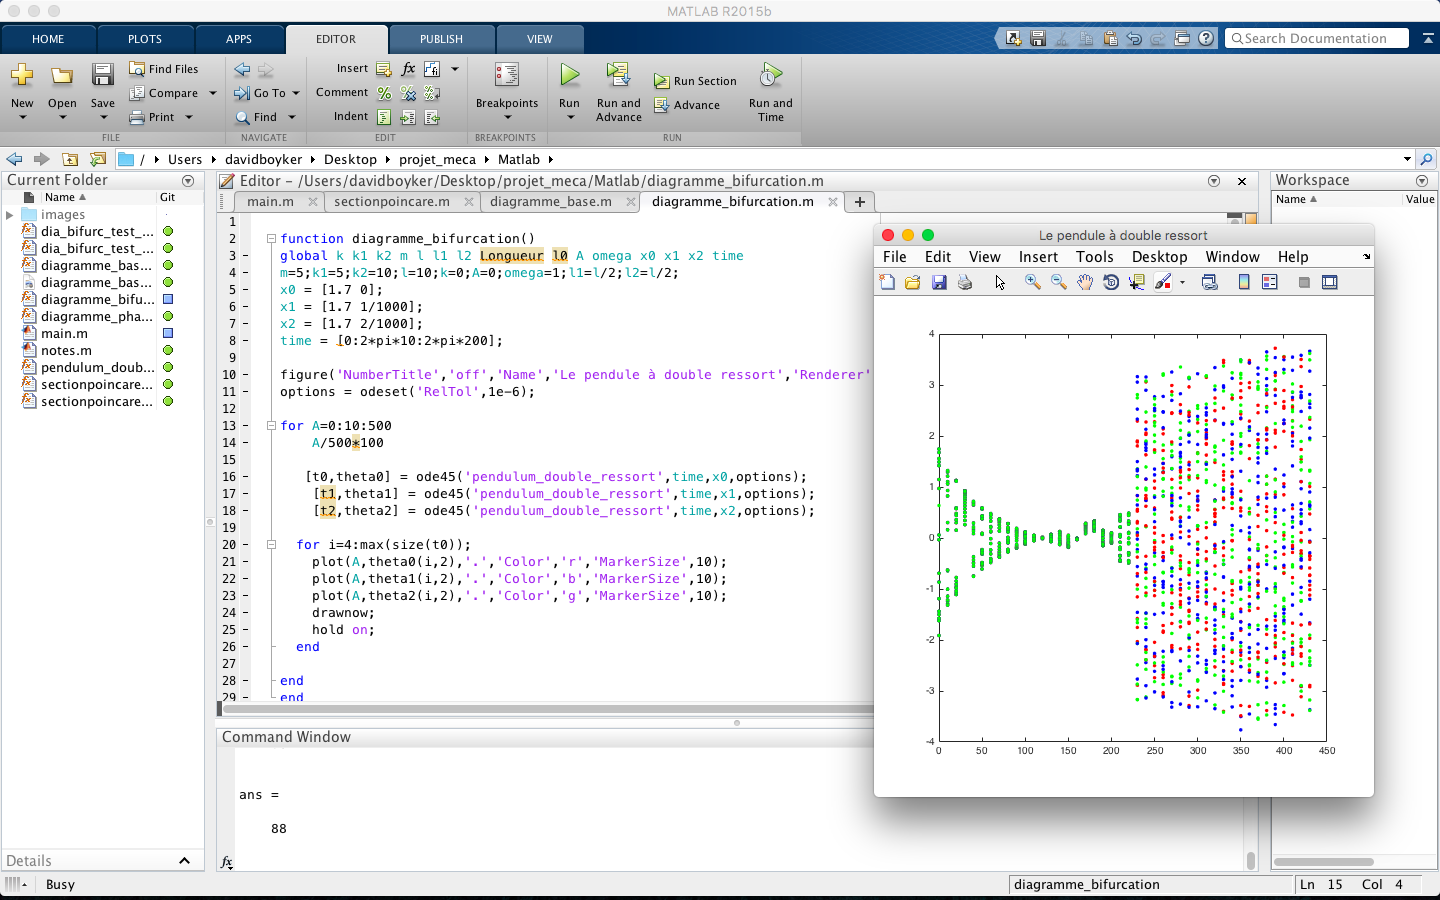 MATLAB R2015b
HOME PLOTS APPS EDITOR PUBLISH VIEW
Search Documentation
New Open Save Find Files Compare Print
FILE
Go To Find
NAVIGATE
Insert Comment Indent
EDIT
Breakpoints
BREAKPOINTS
Run Run and Advance Run Section Advance Run and Time
RUN
/ Users davidboyker Desktop projet_meca Matlab
Current Folder
Name Git
images
dia_bifurc_test_...
dia_bifurc_test_...
diagramme_bas...
diagramme_bas...
diagramme_bifu...
diagramme_pha...
main.m
notes.m
pendulum_doub...
sectionpoincare...
sectionpoincare...
Details
Editor – /Users/davidboyker/Desktop/projet_meca/Matlab/diagramme_bifurcation.m
main.m sectionpoincare.m diagramme_base.m diagramme_bifurcation.m
1
2 function diagramme_bifurcation()
3 global k k1 k2 m l l1 l2 Longueur l0 A omega x0 x1 x2 time
4 m=5;k1=5;k2=10;l=10;k=0;A=0;omega=1;l1=l/2;l2=l/2;
5 x0 = [1.7 0];
6 x1 = [1.7 1/1000];
7 x2 = [1.7 2/1000];
8 time = [0:2*pi*10:2*pi*200];
9
10 figure('NumberTitle','off','Name','Le pendule à double ressort','Renderer'
11 options = odeset('RelTol',1e-6);
12
13 for A=0:10:500
14 A/500*100
15
16 [t0,theta0] = ode45('pendulum_double_ressort',time,x0,options);
17 [t1,theta1] = ode45('pendulum_double_ressort',time,x1,options);
18 [t2,theta2] = ode45('pendulum_double_ressort',time,x2,options);
19
20 for i=4:max(size(t0));
21 plot(A,theta0(i,2),'.','Color','r','MarkerSize',10);
22 plot(A,theta1(i,2),'.','Color','b','MarkerSize',10);
23 plot(A,theta2(i,2),'.','Color','g','MarkerSize',10);
24 drawnow;
25 hold on;
26 end
27
28 end
29 end
Command Window
ans =
88
fx
Workspace
Name Value
Le pendule à double ressort
File Edit View Insert Tools Desktop Window Help
4
3
2
1
0
-1
-2
-3
-4
0 50 100 150 200 250 300 350 400 450
Busy
diagramme_bifurcation
Ln 15 Col 4